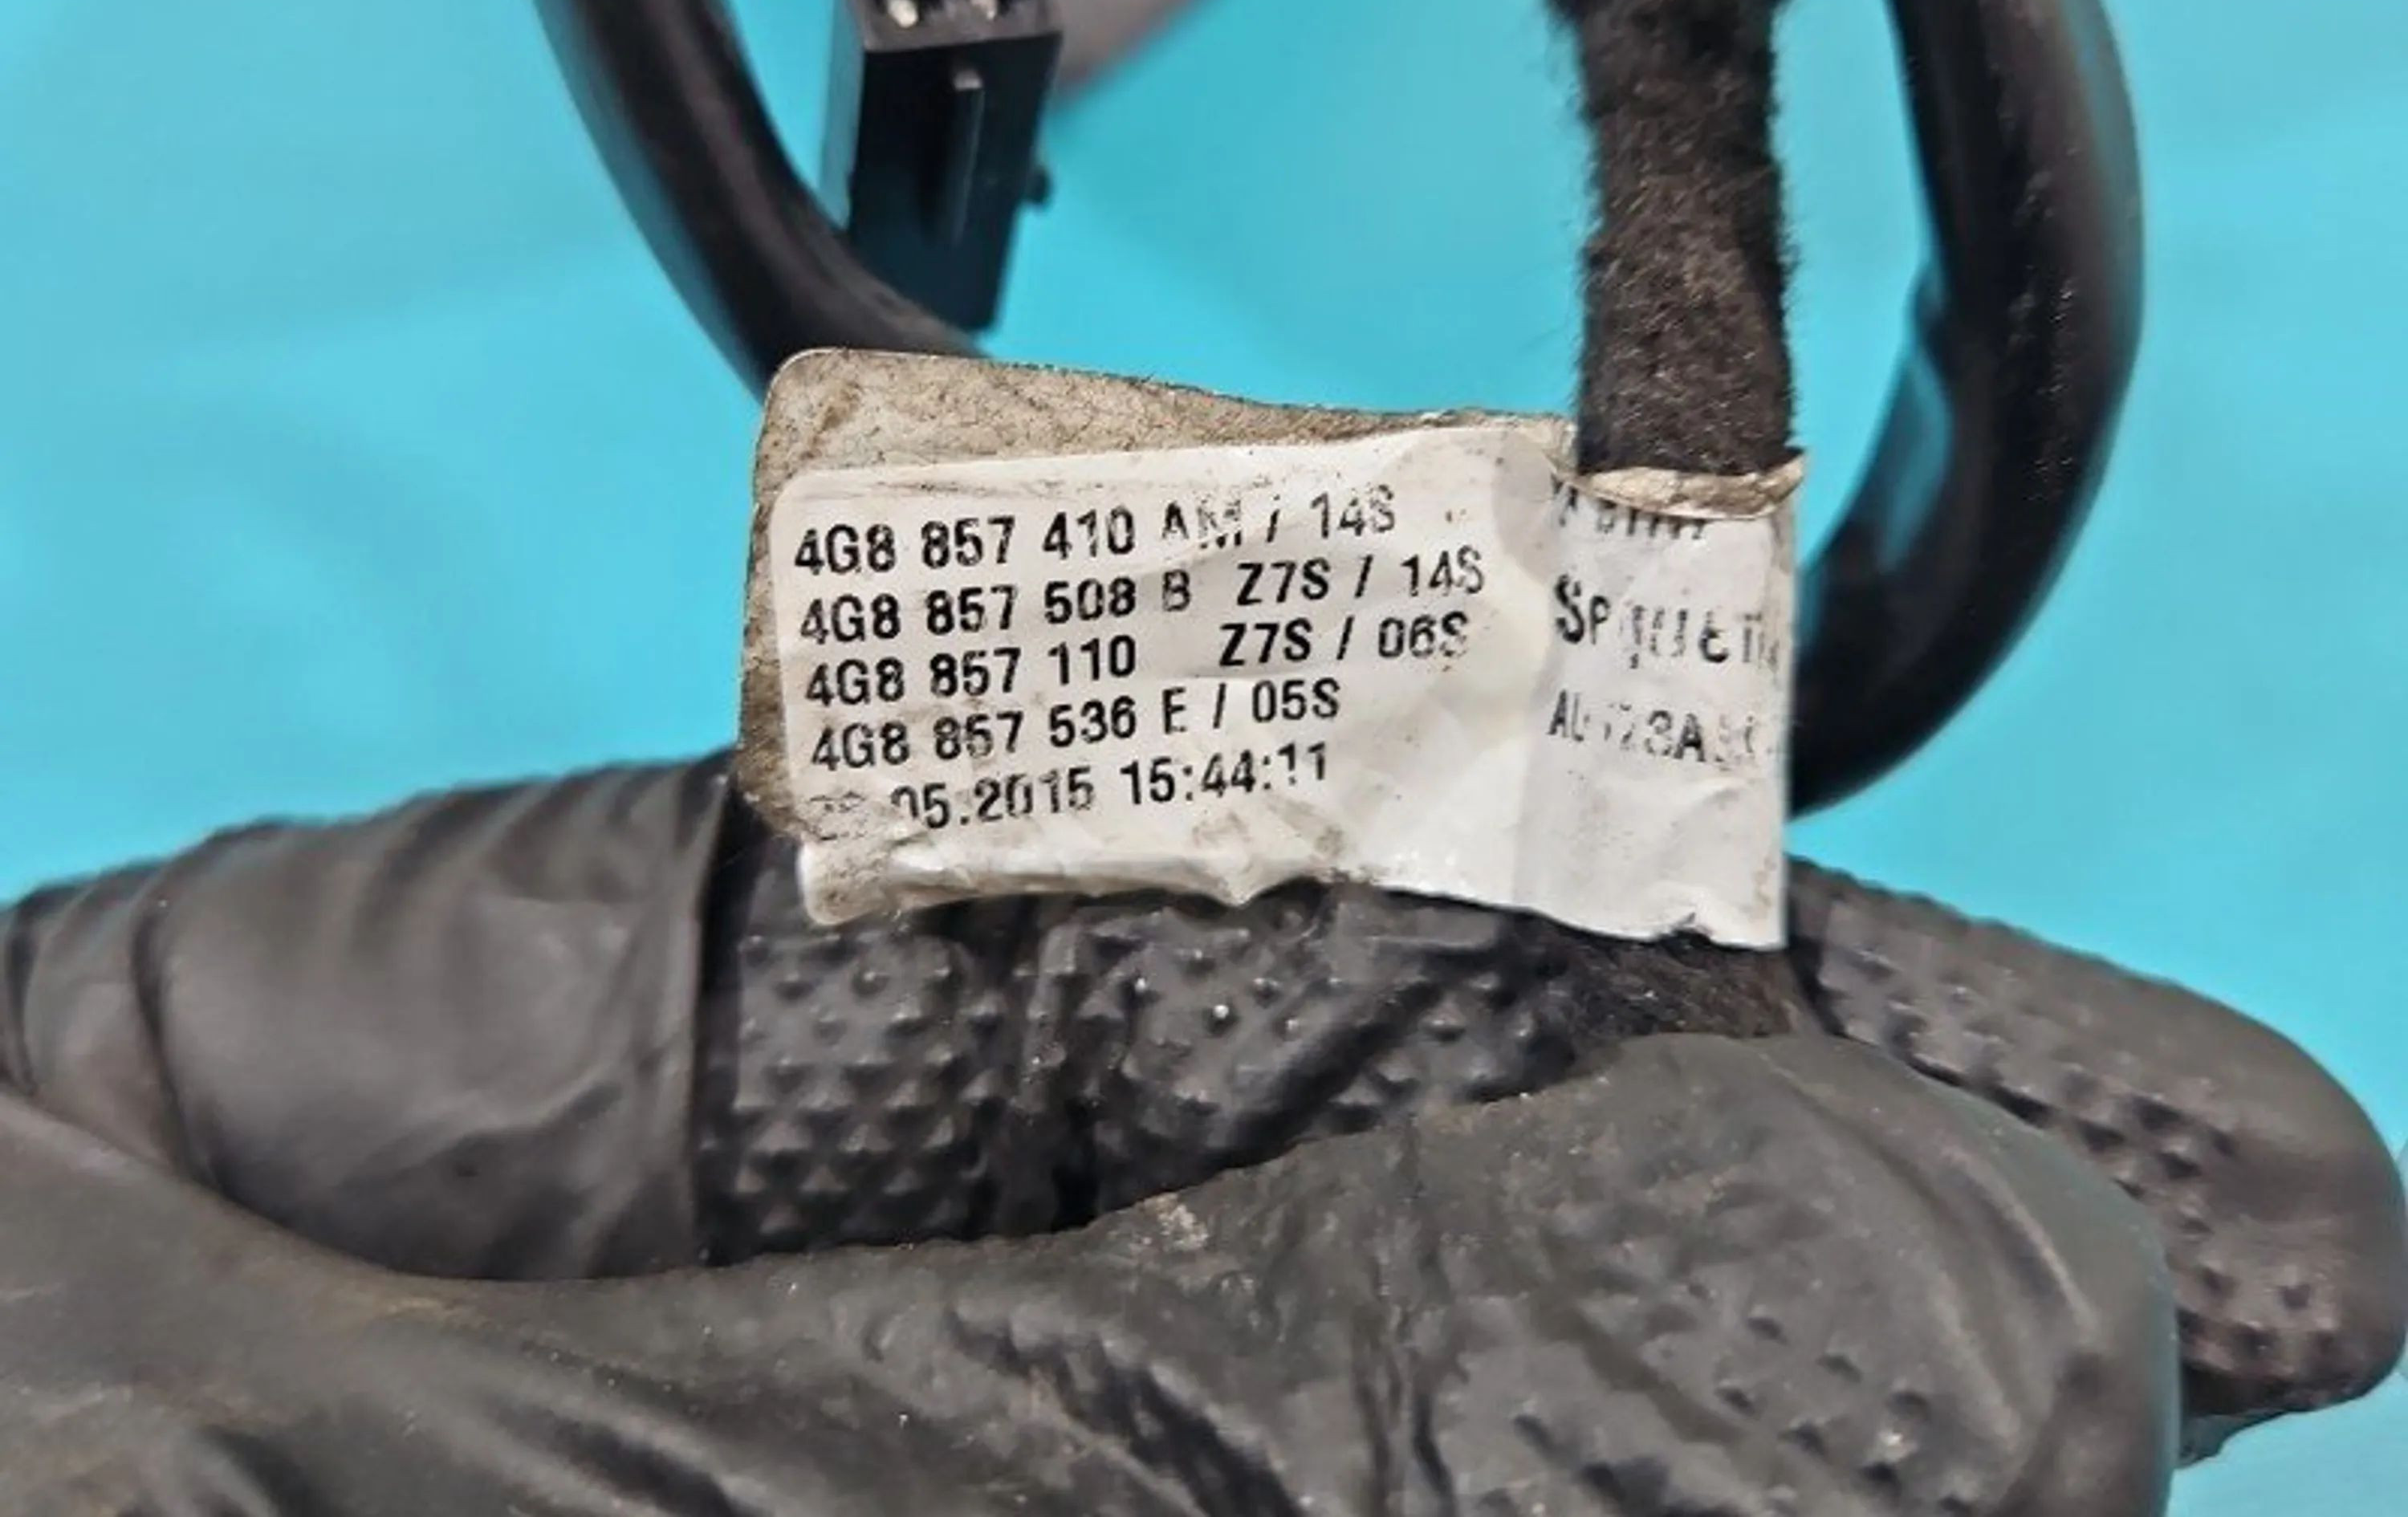 4G8 857 410 AM / 14S
4G8 857 508 B Z7S / 14S
4G8 857 110 Z7S / 06S
4G8 857 536 E / 05S
05.2015 15:44:11